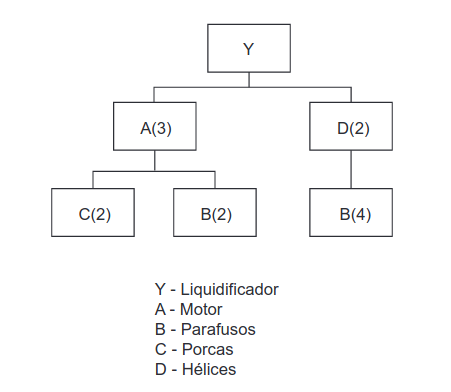 Y
A(3)
D(2)
C(2)
B(2)
B(4)
Y - Liquidificador
A - Motor
B - Parafusos
C - Porcas
D - Hélices